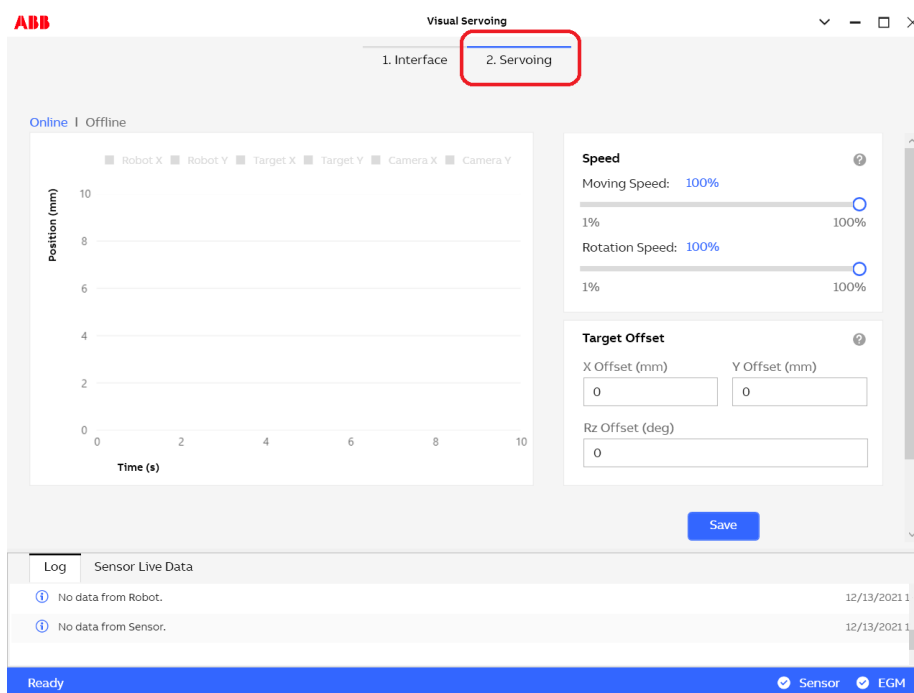 ABB
Visual Servoing
1. Interface
2. Servoing
Online | Offline
Robot X Robot Y Target X Target Y Camera X Camera Y
Position (mm)
10
8
6
4
2
0
0 2 4 6 8 10
Time (s)
Speed
Moving Speed: 100%
1% 100%
Rotation Speed: 100%
1% 100%
Target Offset
X Offset (mm) Y Offset (mm)
0 0
Rz Offset (deg)
0
Save
Log Sensor Live Data
No data from Robot. 12/13/2021 1
No data from Sensor. 12/13/2021 1
Ready Sensor EGM